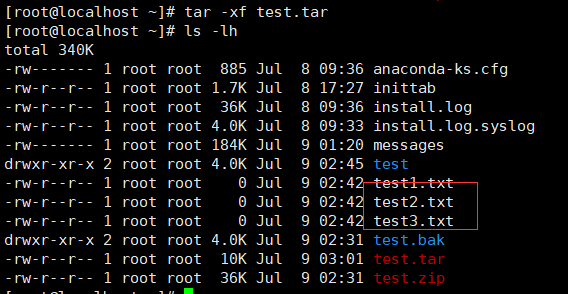 [root@localhost ~]# tar -xf test.tar
[root@localhost ~]# ls -lh
total 340K
-rw------- 1 root root  885 Jul  8 09:36 anaconda-ks.cfg
-rw-r--r-- 1 root root 1.7K Jul  8 17:27 inittab
-rw-r--r-- 1 root root  36K Jul  8 09:36 install.log
-rw-r--r-- 1 root root 4.0K Jul  8 09:33 install.log.syslog
-rw------- 1 root root 184K Jul  9 01:20 messages
drwxr-xr-x 2 root root 4.0K Jul  9 02:45 test
-rw-r--r-- 1 root root    0 Jul  9 02:42 test1.txt
-rw-r--r-- 1 root root    0 Jul  9 02:42 test2.txt
-rw-r--r-- 1 root root    0 Jul  9 02:42 test3.txt
drwxr-xr-x 2 root root 4.0K Jul  9 02:31 test.bak
-rw-r--r-- 1 root root  10K Jul  9 03:01 test.tar
-rw-r--r-- 1 root root  36K Jul  9 02:31 test.zip
[root@localhost ~]#